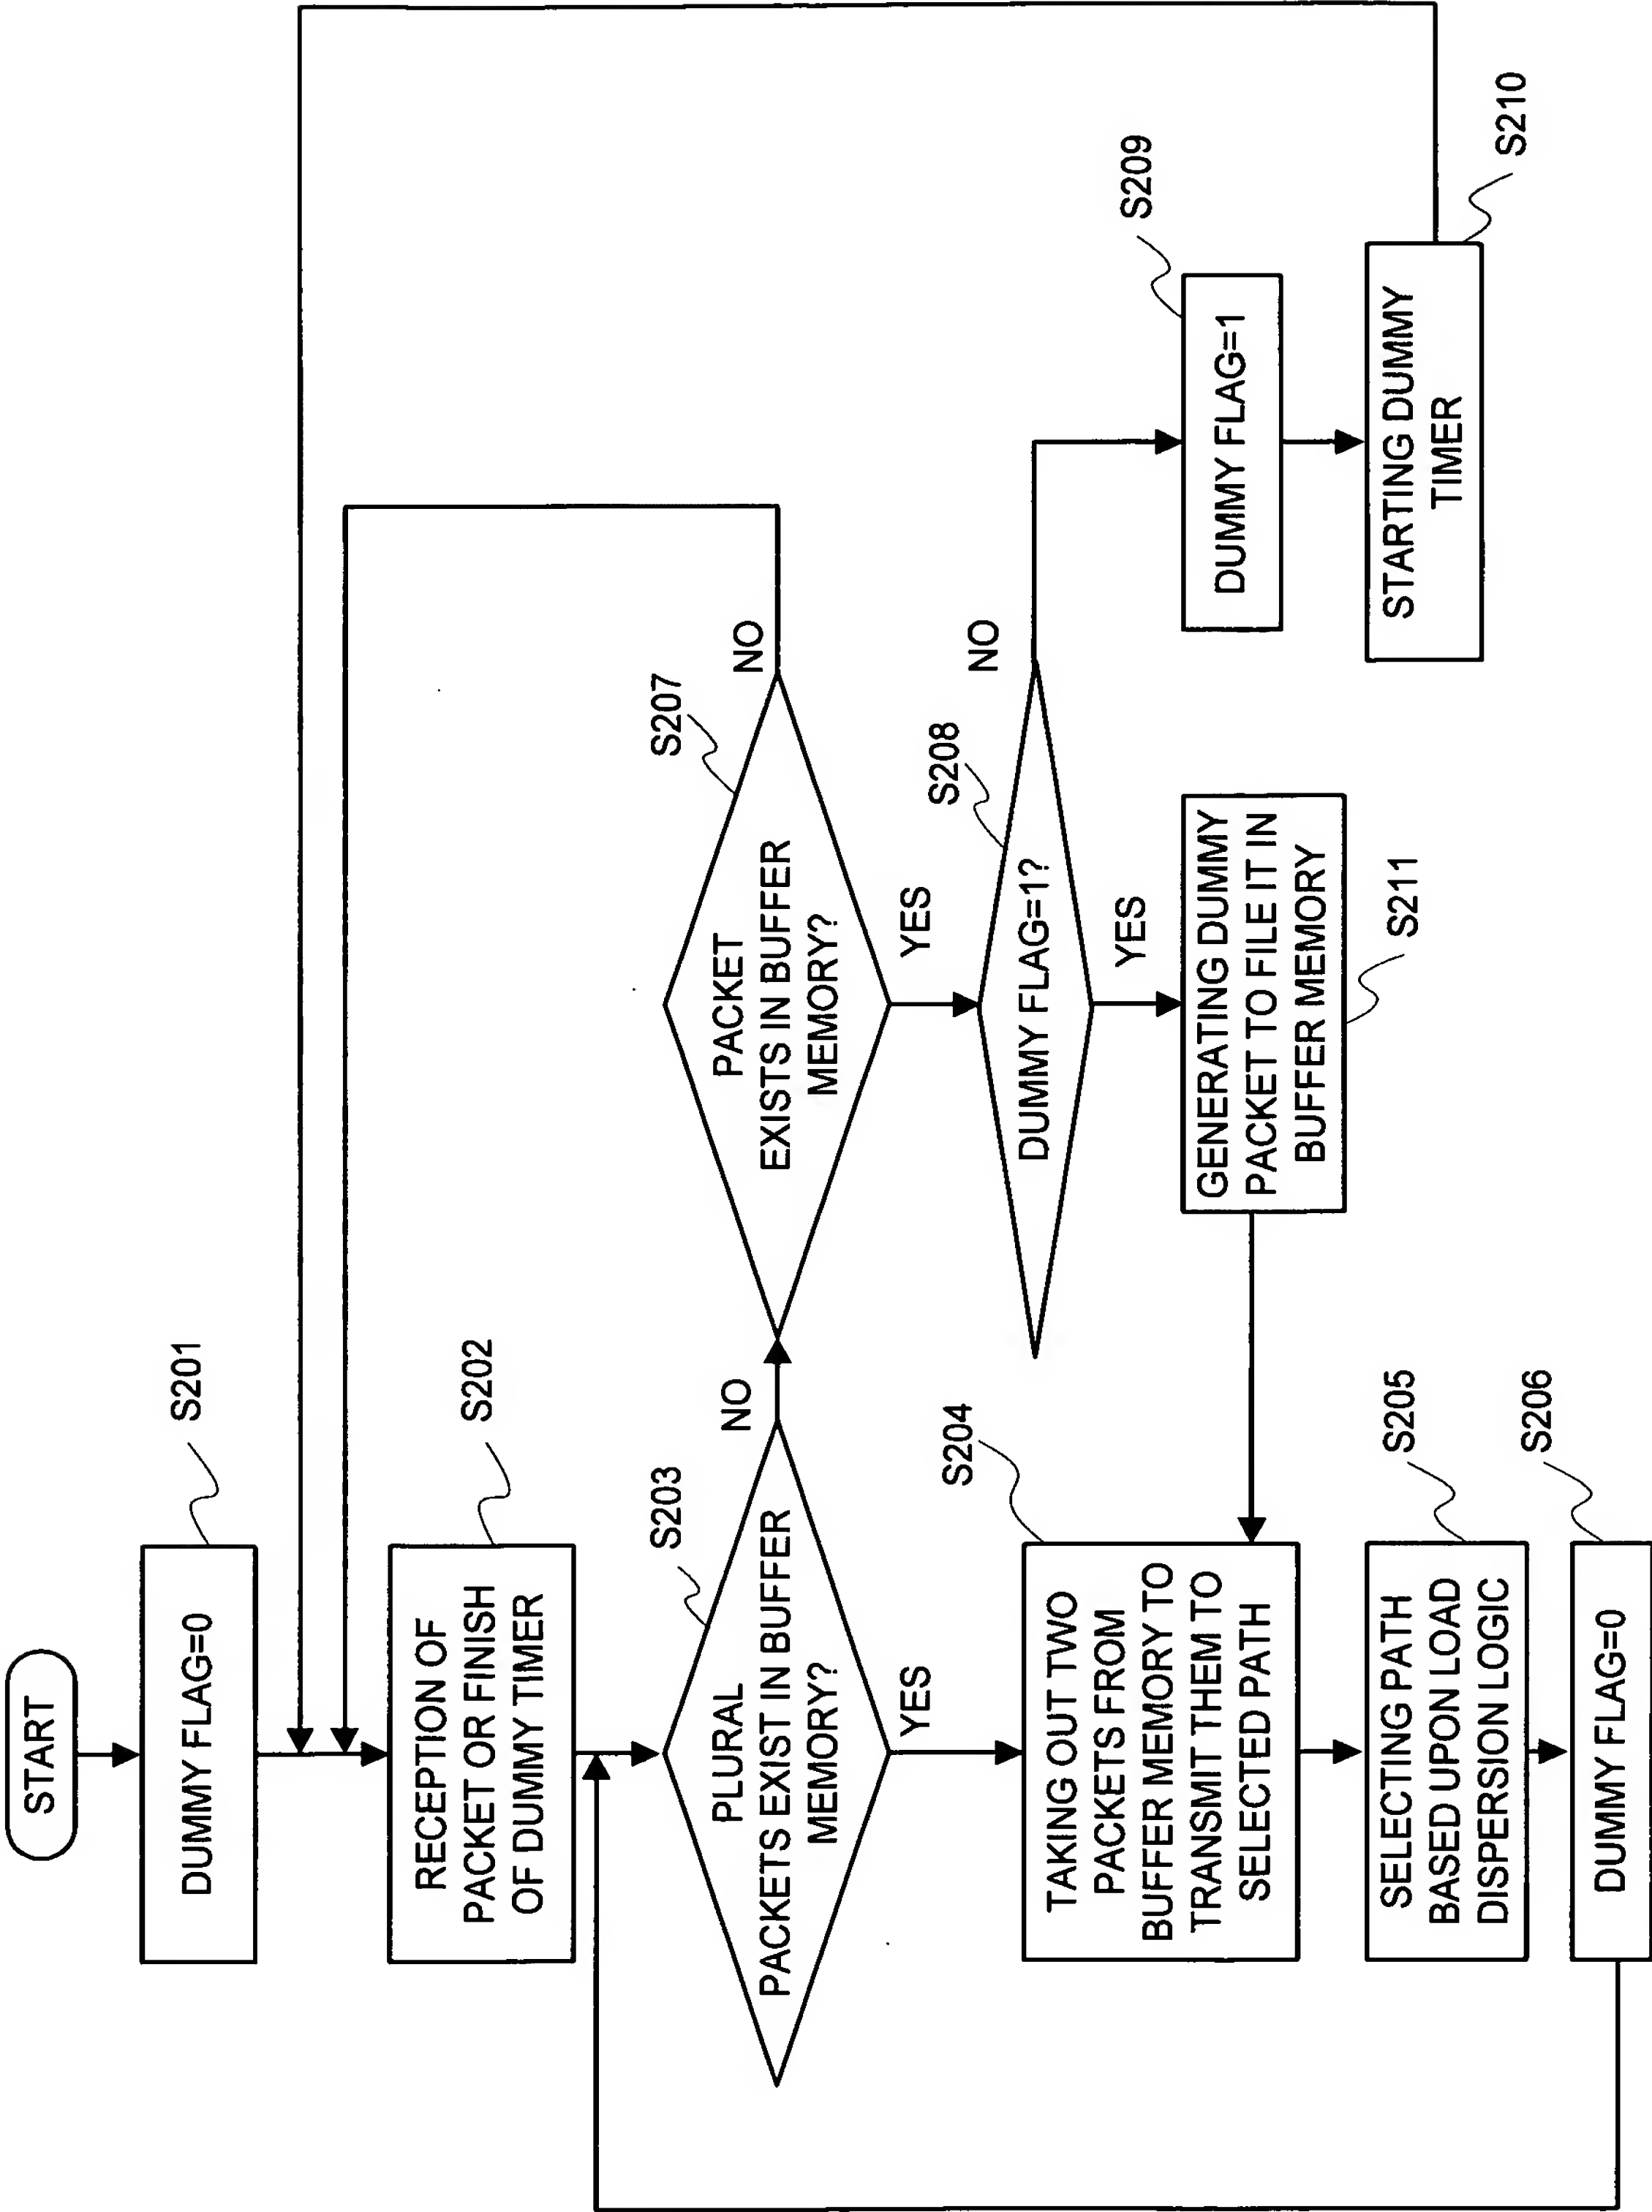 START
DUMMY FLAG=0
S201
RECEPTION OF
PACKET OR FINISH
OF DUMMY TIMER
S202
PLURAL
PACKETS EXIST IN BUFFER
MEMORY?
S203
NO
YES
PACKET
EXISTS IN BUFFER
MEMORY?
S207
NO
YES
TAKING OUT TWO
PACKETS FROM
BUFFER MEMORY TO
TRANSMIT THEM TO
SELECTED PATH
S204
DUMMY FLAG=1?
S208
NO
YES
DUMMY FLAG=1
S209
GENERATING DUMMY
PACKET TO FILE IT IN
BUFFER MEMORY
S211
STARTING DUMMY
TIMER
S210
SELECTING PATH
BASED UPON LOAD
DISPERSION LOGIC
S205
DUMMY FLAG=0
S206